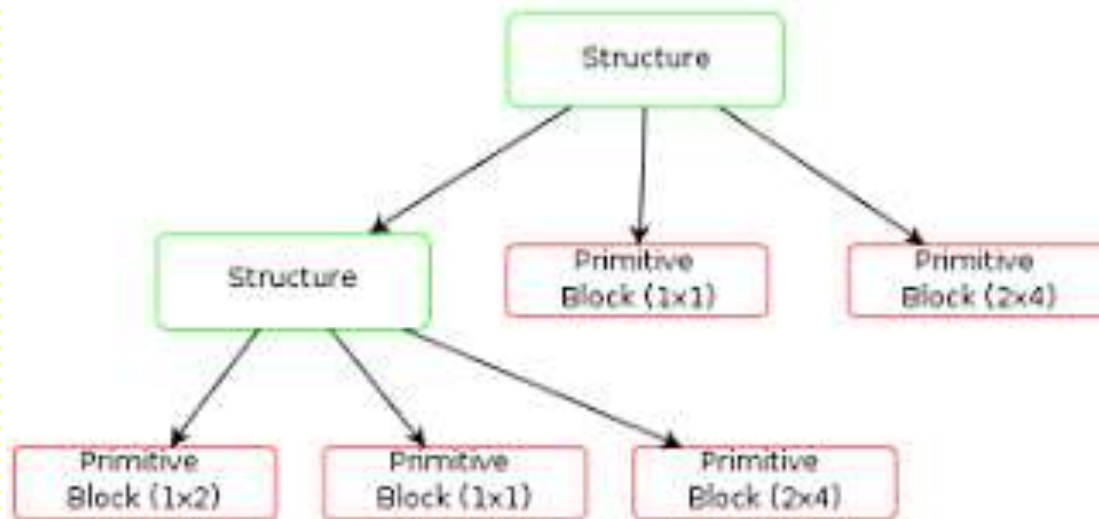 Structure
Structure
Primitive
Block (1x1)
Primitive
Block (2x4)
Primitive
Block (1x2)
Primitive
Block (1x1)
Primitive
Block (2x4)